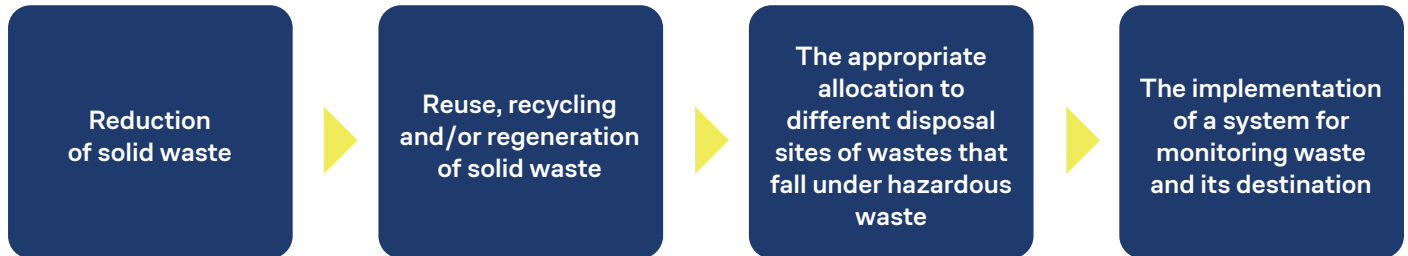 Reduction
of solid waste
Reuse, recycling
and/or regeneration
of solid waste
The appropriate
allocation to
different disposal
sites of wastes that
fall under hazardous
waste
The implementation
of a system for
monitoring waste
and its destination